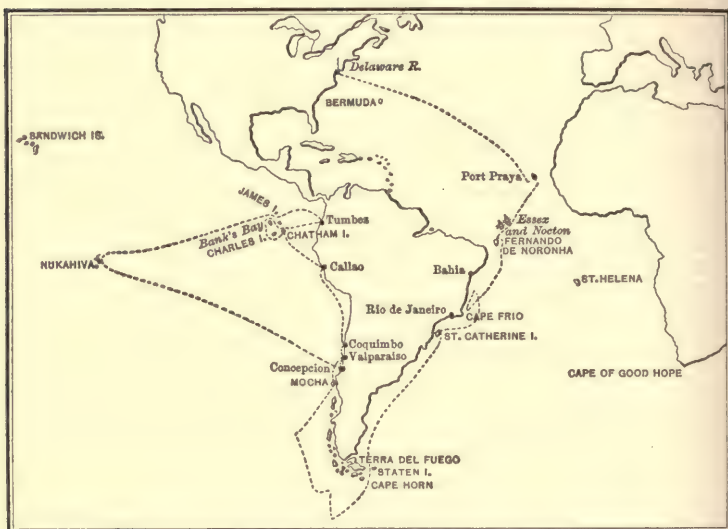 Delaware R.
BERMUDA
SANDWICH IS.
Port Praya
JAMES I.
Essex
and Nocton
Tumbez
Bank's Bay
CHATHAM I.
CHARLES I.
FERNANDO
DE NORONHA
NUKAHIVA
Callao
Bahia
ST. HELENA
Rio de Janeiro
CAPE FRIO
ST. CATHERINE I.
Coquimbo
Valparaiso
Concepcion
MOCHA
CAPE OF GOOD HOPE
TERRA DEL FUEGO
STATEN I.
CAPE HORN